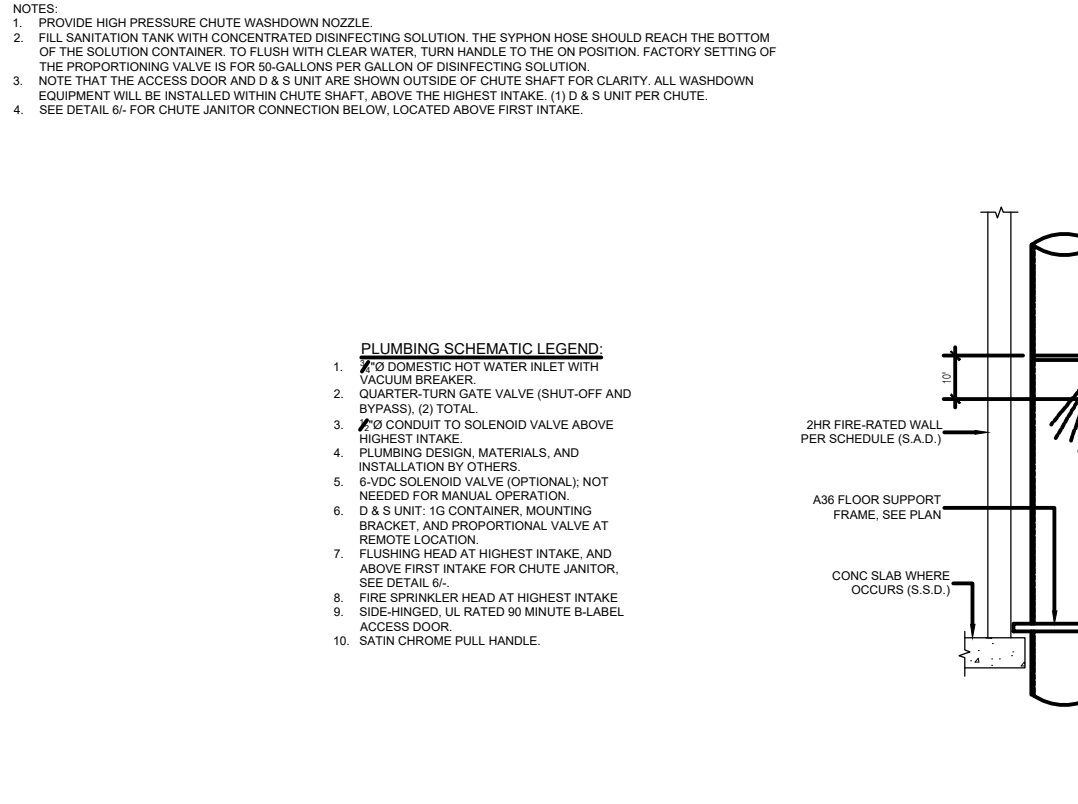 NOTES:
1. PROVIDE HIGH PRESSURE CHUTE WASHDOWN NOZZLE.
2. FILL SANITATION TANK WITH CONCENTRATED DISINFECTING SOLUTION. THE SYPHON HOSE SHOULD REACH THE BOTTOM
OF THE SOLUTION CONTAINER. TO FLUSH WITH CLEAR WATER, TURN HANDLE TO THE ON POSITION. FACTORY SETTING OF
THE PROPORTIONING VALVE IS FOR 50-GALLONS PER GALLON OF DISINFECTING SOLUTION.
3. NOTE THAT THE ACCESS DOOR AND D & S UNIT ARE SHOWN OUTSIDE OF CHUTE SHAFT FOR CLARITY. ALL WASHDOWN
EQUIPMENT WILL BE INSTALLED WITHIN CHUTE SHAFT, ABOVE THE HIGHEST INTAKE. (1) D & S UNIT PER CHUTE.
4. SEE DETAIL 6/- FOR CHUTE JANITOR CONNECTION BELOW, LOCATED ABOVE FIRST INTAKE.
PLUMBING SCHEMATIC LEGEND:
1. 3/4"Ø DOMESTIC HOT WATER INLET WITH
VACUUM BREAKER.
2. QUARTER-TURN GATE VALVE (SHUT-OFF AND
BYPASS), (2) TOTAL.
3. 1/2"Ø CONDUIT TO SOLENOID VALVE ABOVE
HIGHEST INTAKE.
4. PLUMBING DESIGN, MATERIALS, AND
INSTALLATION BY OTHERS.
5. 6-VDC SOLENOID VALVE (OPTIONAL); NOT
NEEDED FOR MANUAL OPERATION.
6. D & S UNIT: 1G CONTAINER, MOUNTING
BRACKET, AND PROPORTIONAL VALVE AT
REMOTE LOCATION.
7. FLUSHING HEAD AT HIGHEST INTAKE, AND
ABOVE FIRST INTAKE FOR CHUTE JANITOR,
SEE DETAIL 6/-.
8. FIRE SPRINKLER HEAD AT HIGHEST INTAKE
9. SIDE-HINGED, UL RATED 90 MINUTE B-LABEL
ACCESS DOOR.
10. SATIN CHROME PULL HANDLE.
10"
2HR FIRE-RATED WALL
PER SCHEDULE (S.A.D.)
A36 FLOOR SUPPORT
FRAME, SEE PLAN
CONC SLAB WHERE
OCCURS (S.S.D.)